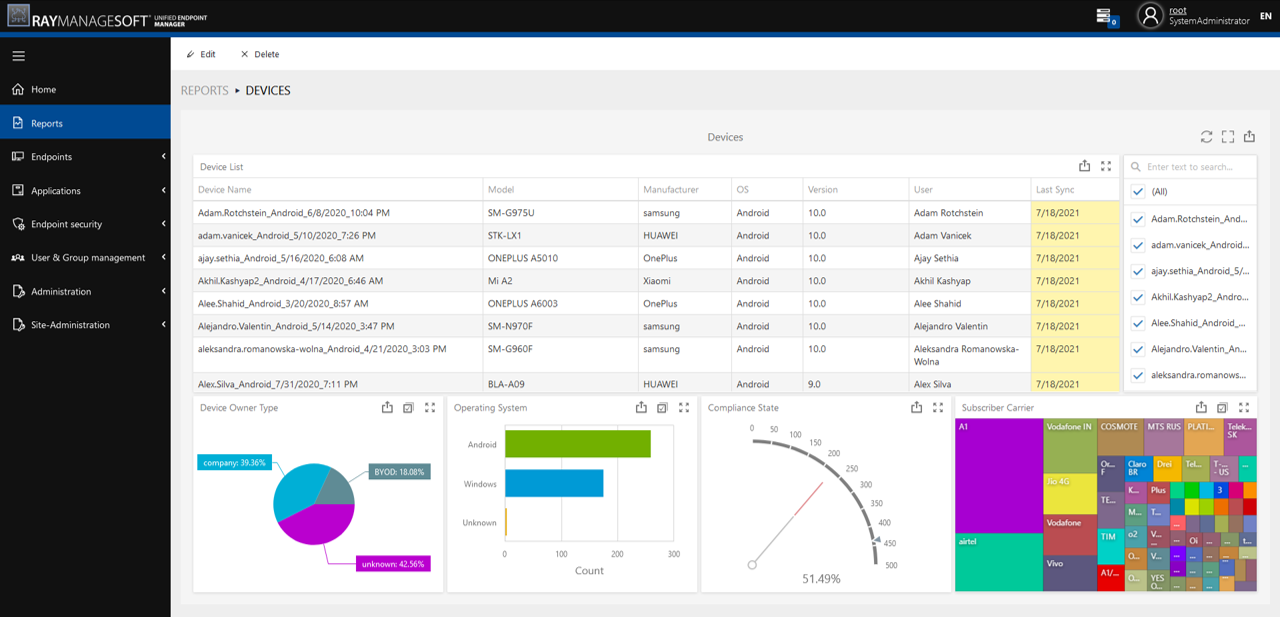 RAYMANAGESOFT UNIFIED ENDPOINT MANAGER
0
root
SystemAdministrator
EN
Edit
Delete
Home
Reports
Endpoints
Applications
Endpoint security
User & Group management
Administration
Site-Administration
REPORTS ▸ DEVICES
Devices
Device List
Device Name Model Manufacturer OS Version User Last Sync
Adam.Rotchstein_Android_6/8/2020_10:04 PM SM-G975U samsung Android 10.0 Adam Rotchstein 7/18/2021
adam.vanicek_Android_5/10/2020_7:26 PM STK-LX1 HUAWEI Android 10.0 Adam Vanicek 7/18/2021
ajay.sethia_Android_5/16/2020_6:08 AM ONEPLUS A5010 OnePlus Android 10.0 Ajay Sethia 7/18/2021
Akhil.Kashyap2_Android_4/17/2020_6:46 AM Mi A2 Xiaomi Android 10.0 Akhil Kashyap 7/18/2021
Alee.Shahid_Android_3/20/2020_8:57 AM ONEPLUS A6003 OnePlus Android 10.0 Alee Shahid 7/18/2021
Alejandro.Valentin_Android_5/14/2020_3:47 PM SM-N970F samsung Android 10.0 Alejandro Valentin 7/18/2021
aleksandra.romanowska-wolna_Android_4/21/2020_3:03 PM SM-G960F samsung Android 10.0 Aleksandra Romanowska-
Wolna 7/18/2021
Alex.Silva_Android_7/31/2020_7:11 PM BLA-A09 HUAWEI Android 9.0 Alex Silva 7/18/2021
Enter text to search...
(All)
Adam.Rotchstein_And...
adam.vanicek_Android...
ajay.sethia_Android_5/...
Akhil.Kashyap2_Andro...
Alee.Shahid_Android_...
Alejandro.Valentin_An...
aleksandra.romanows...
Device Owner Type
company: 39.36%
BYOD: 18.08%
unknown: 42.56%
Operating System
Android
Windows
Unknown
0 100 200 300
Count
Compliance State
0 50 100 150 200 250 300 350 400 450 500
51.49%
Subscriber Carrier
A1
airtel
Vodafone IN
Jio 4G
Vodafone
Vivo
COSMOTE
MTS RUS
PLATI...
Telek...
SK
Or...
F
TE...
TIM
A1/...
Claro
BR
Drei
Tel...
T-...
- US
...
K...
Plus
3
M...
T...
o2
V...
Oi
t...
O...
V...
O...
YES
O...